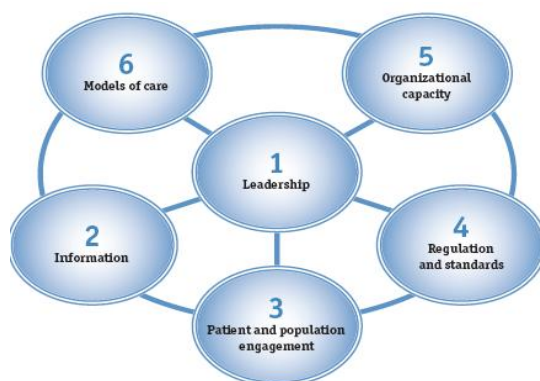 6
Models of care
5
Organizational
capacity
1
Leadership
2
Information
4
Regulation
and standards
3
Patient and population
engagement